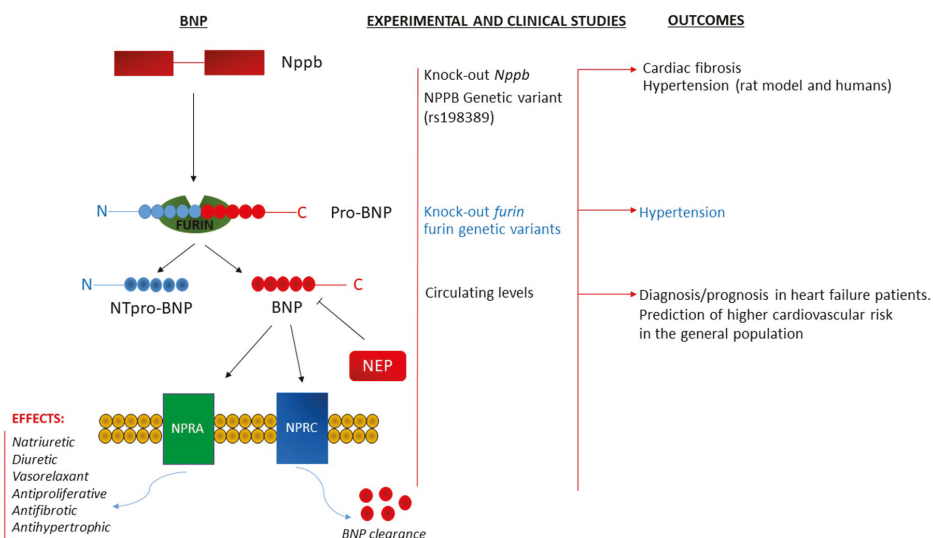 BNP
EXPERIMENTAL AND CLINICAL STUDIES
OUTCOMES
Nppb
Knock-out Nppb
NPPB Genetic variant
(rs198389)
Cardiac fibrosis
Hypertension (rat model and humans)
N
FURIN
C
Pro-BNP
Knock-out furin
furin genetic variants
Hypertension
N
NTpro-BNP
C
BNP
Circulating levels
Diagnosis/prognosis in heart failure patients.
Prediction of higher cardiovascular risk
in the general population
NEP
NPRA
NPRC
EFFECTS:
Natriuretic
Diuretic
Vasorelaxant
Antiproliferative
Antifibrotic
Antihypertrophic
BNP clearance